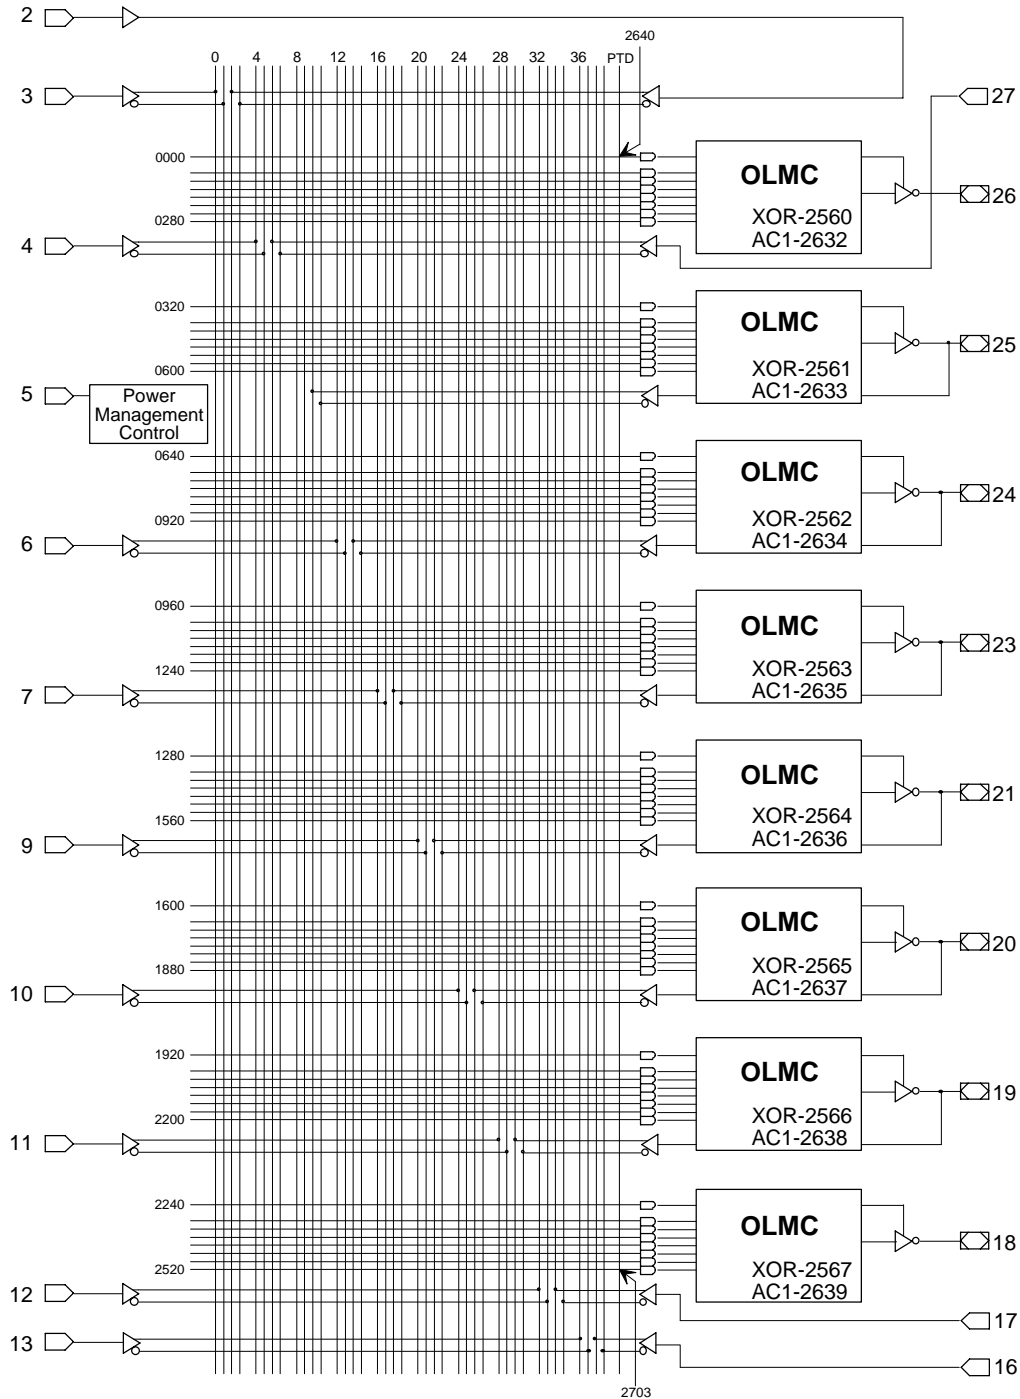 2
2640
0 4 8 12 16 20 24 28 32 36 PTD
3
27
0000
OLMC
XOR-2560
AC1-2632
26
0280
4
0320
OLMC
XOR-2561
AC1-2633
25
0600
5
Power
Management
Control
0640
OLMC
XOR-2562
AC1-2634
24
0920
6
0960
OLMC
XOR-2563
AC1-2635
23
1240
7
1280
OLMC
XOR-2564
AC1-2636
21
1560
9
1600
OLMC
XOR-2565
AC1-2637
20
1880
10
1920
OLMC
XOR-2566
AC1-2638
19
2200
11
2240
OLMC
XOR-2567
AC1-2639
18
2520
12
17
13
16
2703